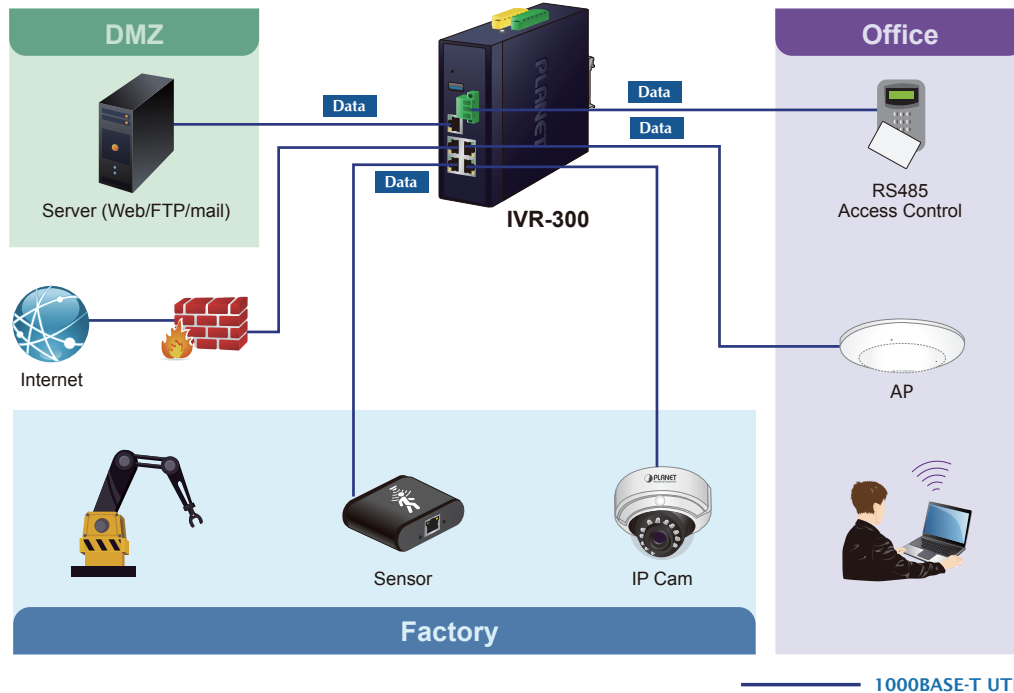 DMZ
Office
PLANET
Data
Data
Data
Data
Server (Web/FTP/mail)
IVR-300
RS485
Access Control
Internet
AP
PLANET
Sensor
IP Cam
Factory
1000BASE-T